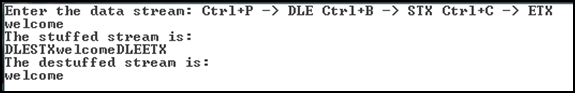 Enter the data stream: Ctrl+P -> DLE Ctrl+B -> STX Ctrl+C -> ETX
welcome
The stuffed stream is:
DLESTXwelcomeDLEETX
The destuffed stream is:
welcome